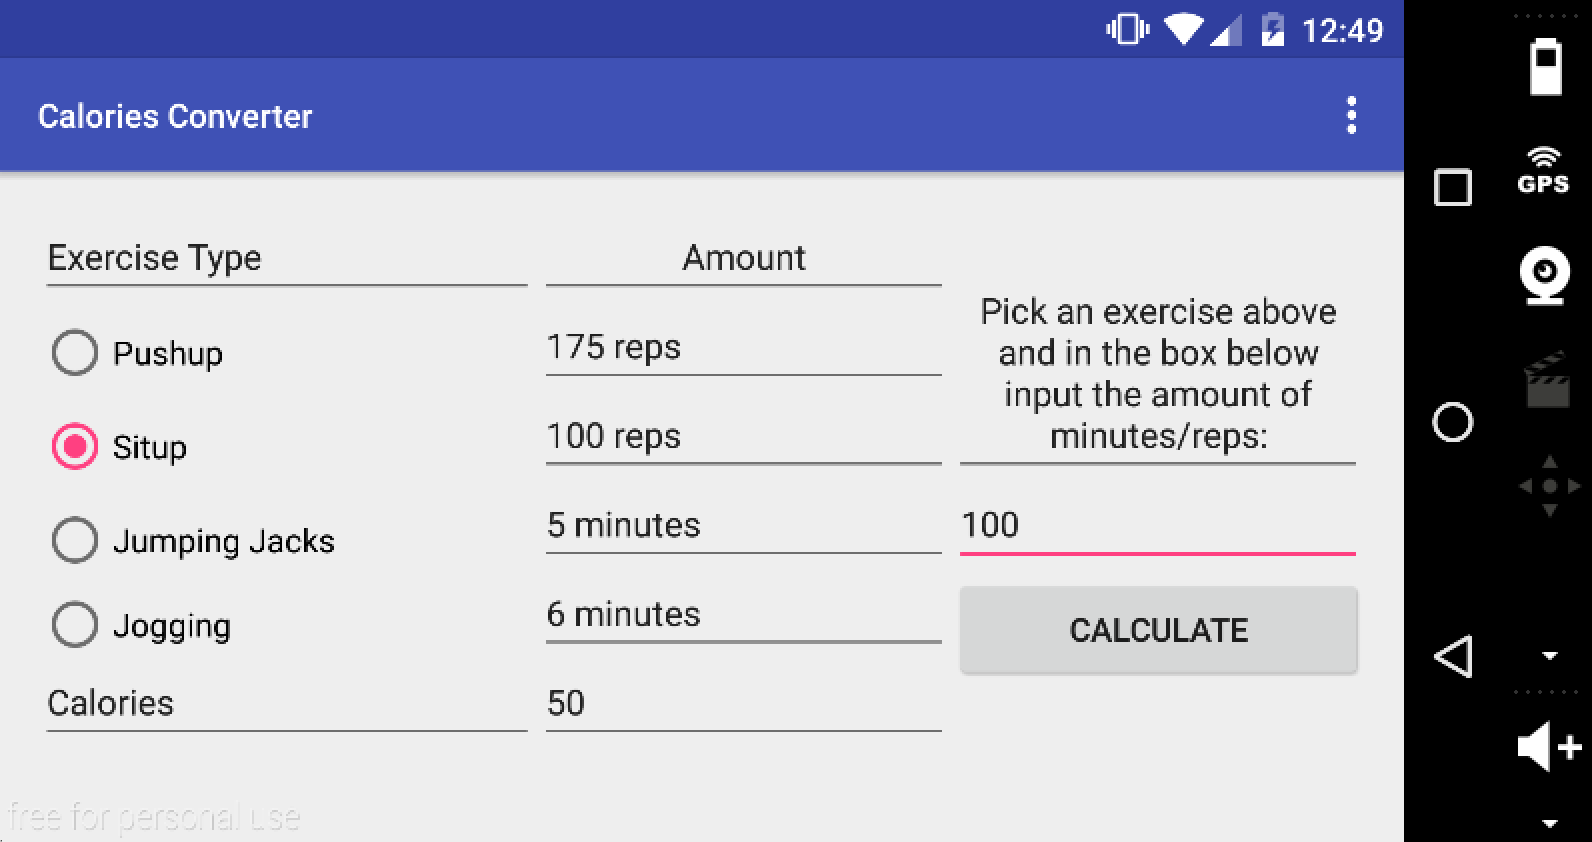 12:49
Calories Converter
GPS
Exercise Type
Amount
Pick an exercise above
and in the box below
input the amount of
minutes/reps:
Pushup
175 reps
Situp
100 reps
Jumping Jacks
5 minutes
100
Jogging
6 minutes
CALCULATE
Calories
50
free for personal use